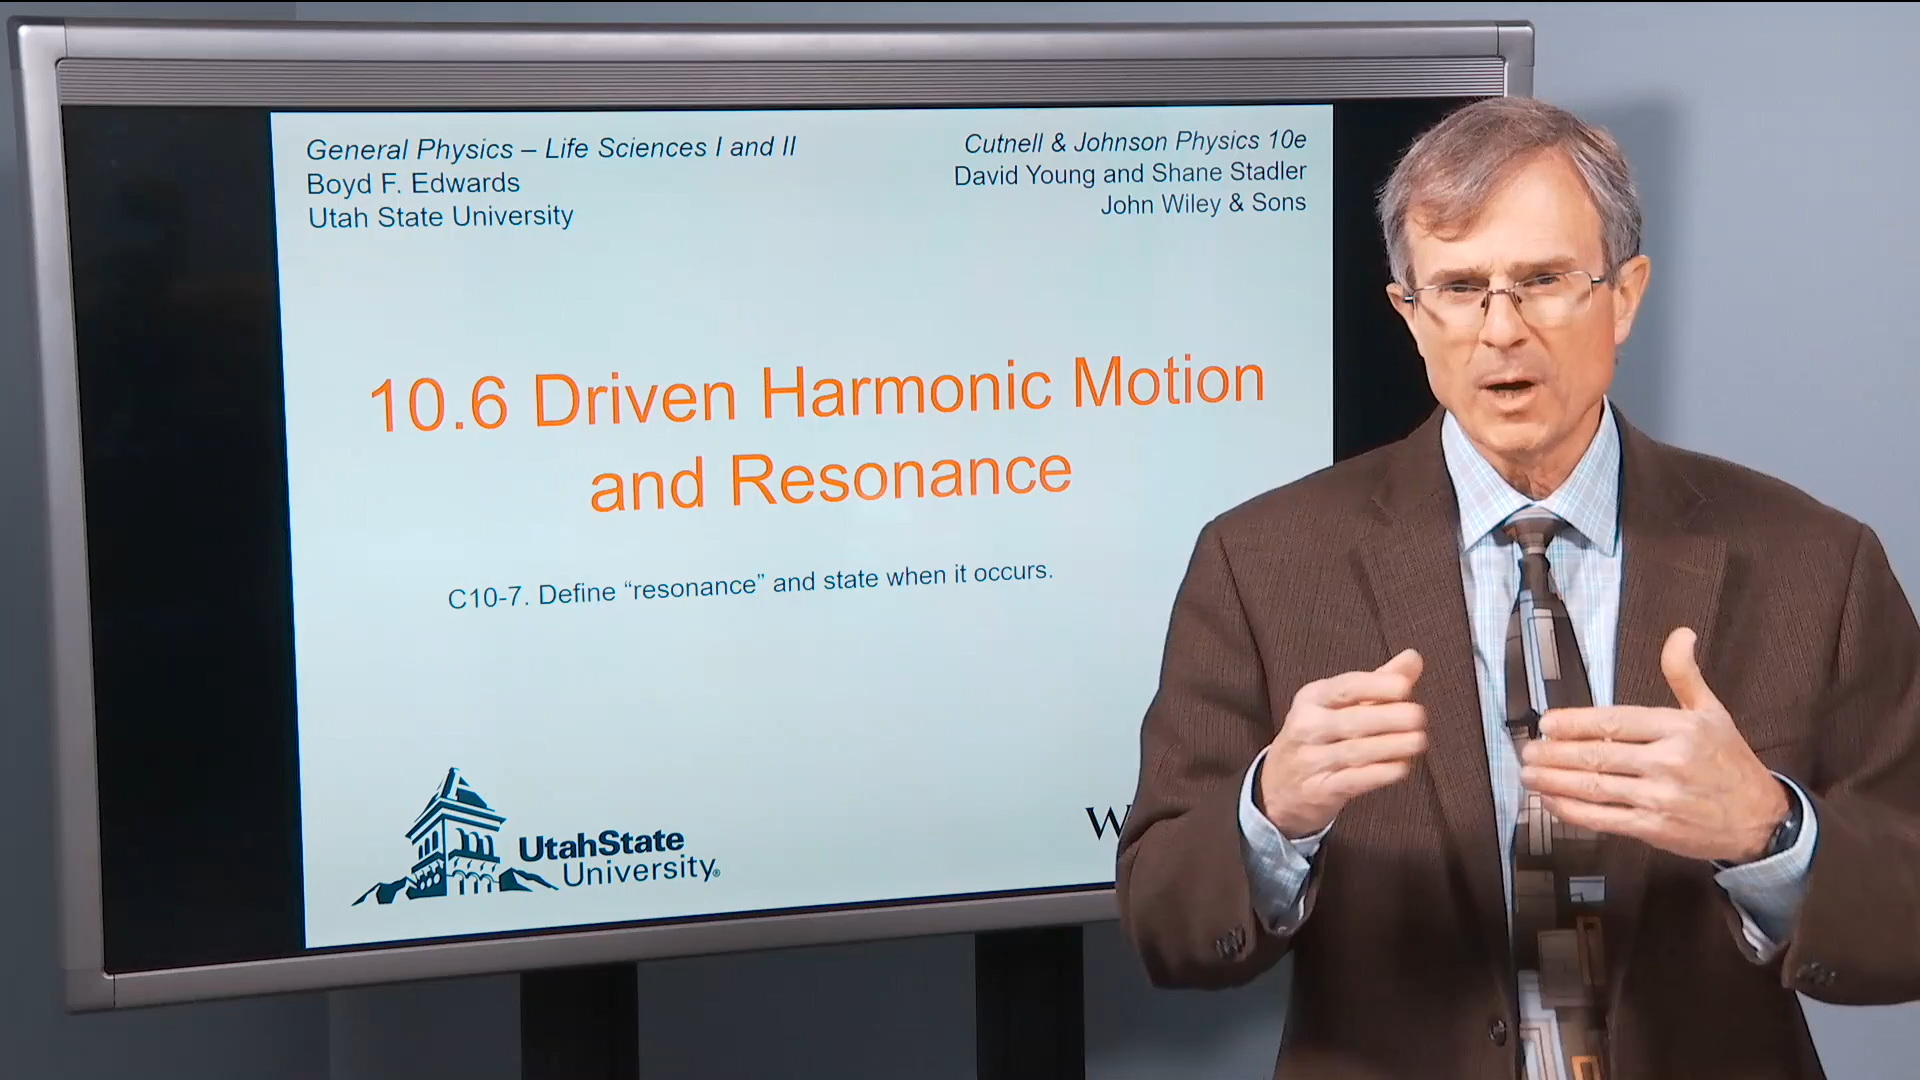 General Physics – Life Sciences I and II
Boyd F. Edwards
Utah State University
Cutnell & Johnson Physics 10e
David Young and Shane Stadler
John Wiley & Sons
10.6 Driven Harmonic Motion
and Resonance
C10-7. Define “resonance” and state when it occurs.
UtahState
University®